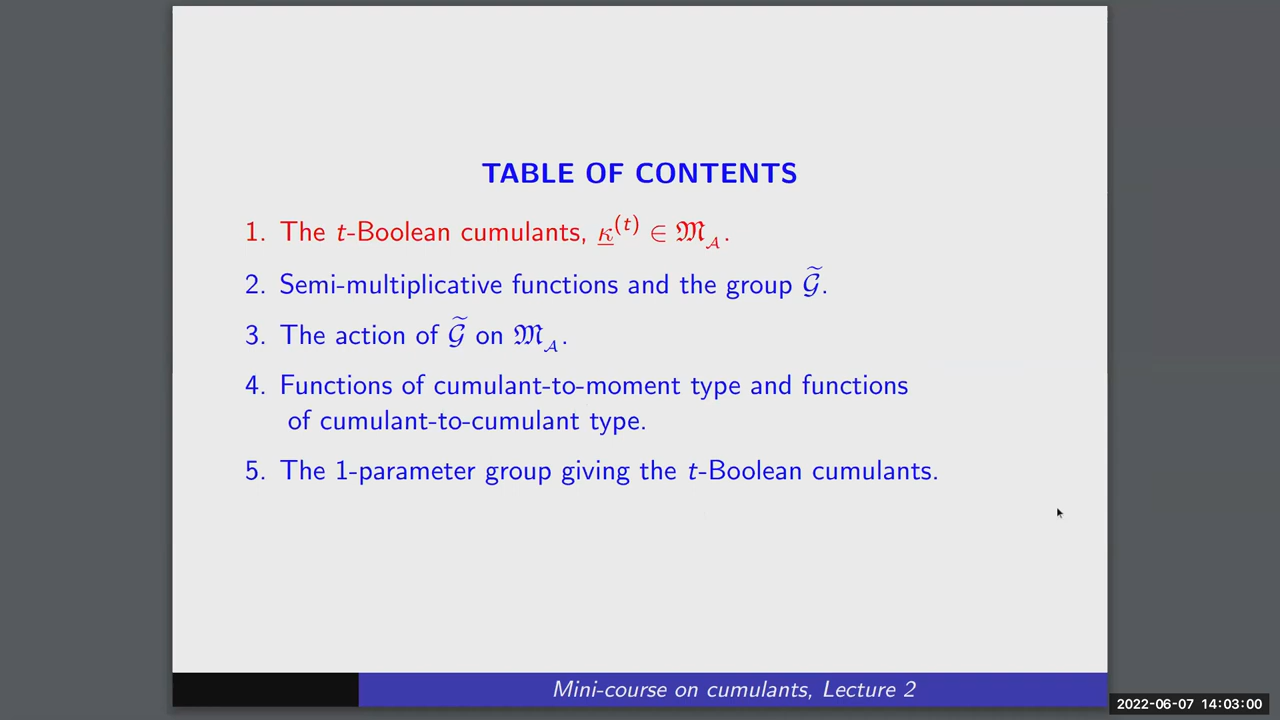 TABLE OF CONTENTS
1. The t-Boolean cumulants, κ̲^(t) ∈ 𝔐_𝒜.
2. Semi-multiplicative functions and the group 𝒢̃.
3. The action of 𝒢̃ on 𝔐_𝒜.
4. Functions of cumulant-to-moment type and functions
of cumulant-to-cumulant type.
5. The 1-parameter group giving the t-Boolean cumulants.
Mini-course on cumulants, Lecture 2
2022-06-07 14:03:00